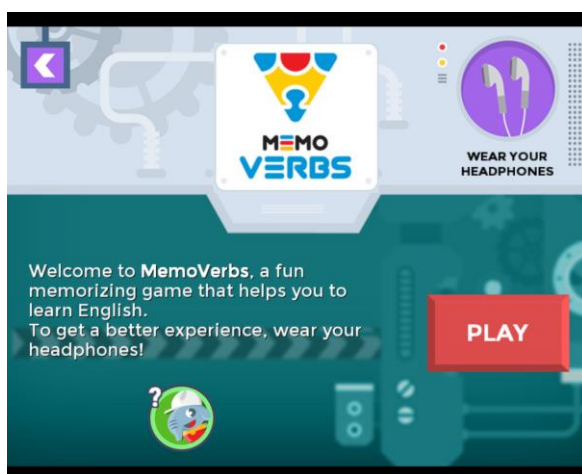 MEMO
VERBS
WEAR YOUR
HEADPHONES
Welcome to MemoVerbs, a fun
memorizing game that helps you to
learn English.
To get a better experience, wear your
headphones!
PLAY
?